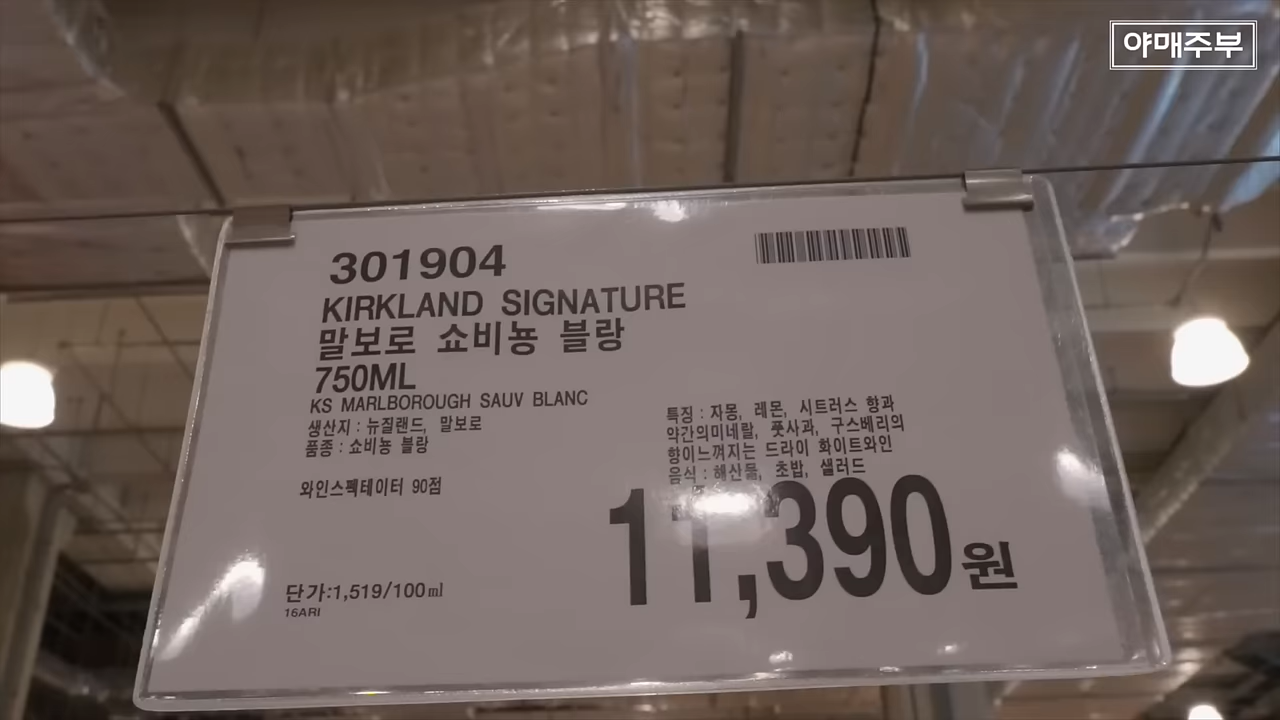 야매주부
301904
KIRKLAND SIGNATURE
말보로 쇼비뇽 블랑
750ML
KS MARLBOROUGH SAUV BLANC
생산지 : 뉴질랜드, 말보로
품종 : 쇼비뇽 블랑
와인스펙테이터 90점
특징 : 자몽, 레몬, 시트러스 향과
약간의미네랄, 풋사과, 구스베리의
향이느껴지는 드라이 화이트와인
음식 : 해산물, 초밥, 샐러드
11,390원
단가:1,519/100㎖
16ARI